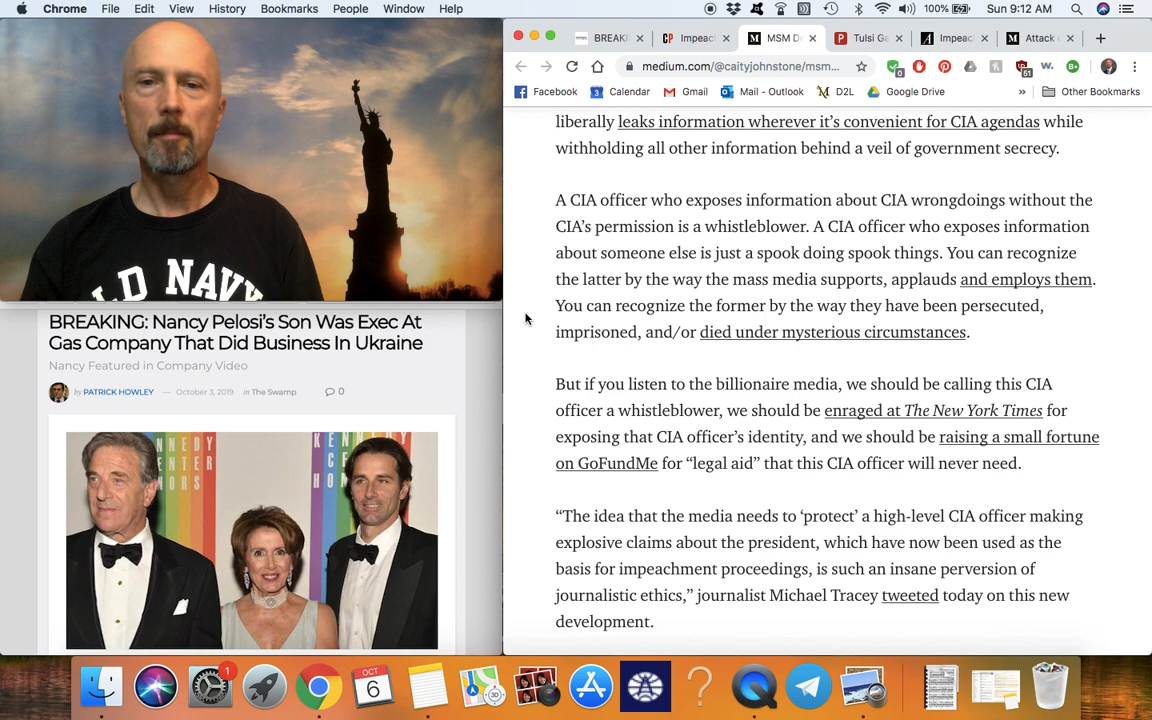 Chrome File Edit View History Bookmarks People Window Help 100% Sun 9:12 AM
BREAKI
Impeac
MSM D
Tulsi Ga
Impeac
Attack
medium.com/@caityjohnstone/msm...
Facebook Calendar Gmail Mail - Outlook D2L Google Drive » Other Bookmarks
LD NAVY
BREAKING: Nancy Pelosi's Son Was Exec At
Gas Company That Did Business In Ukraine
Nancy Featured in Company Video
by PATRICK HOWLEY — October 3, 2019 in The Swamp 0
liberally leaks information wherever it's convenient for CIA agendas while
withholding all other information behind a veil of government secrecy.
A CIA officer who exposes information about CIA wrongdoings without the
CIA's permission is a whistleblower. A CIA officer who exposes information
about someone else is just a spook doing spook things. You can recognize
the latter by the way the mass media supports, applauds and employs them.
You can recognize the former by the way they have been persecuted,
imprisoned, and/or died under mysterious circumstances.
But if you listen to the billionaire media, we should be calling this CIA
officer a whistleblower, we should be enraged at The New York Times for
exposing that CIA officer's identity, and we should be raising a small fortune
on GoFundMe for “legal aid” that this CIA officer will never need.
“The idea that the media needs to ‘protect’ a high-level CIA officer making
explosive claims about the president, which have now been used as the
basis for impeachment proceedings, is such an insane perversion of
journalistic ethics,” journalist Michael Tracey tweeted today on this new
development.
OCT
6
1
3D